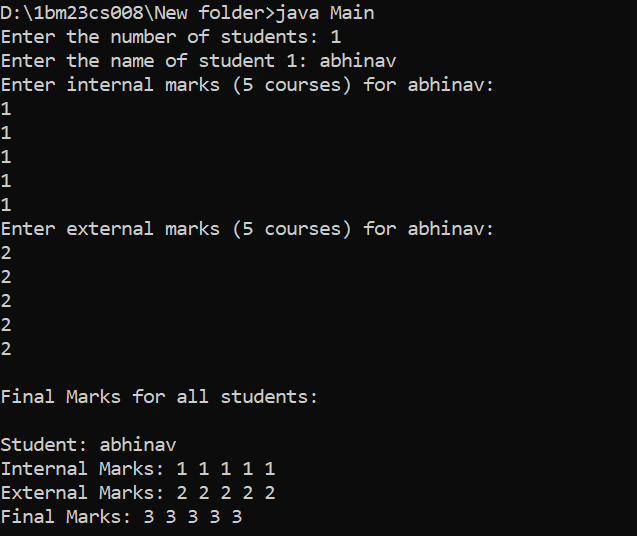 D:\1bm23cs008\New folder>java Main
Enter the number of students: 1
Enter the name of student 1: abhinav
Enter internal marks (5 courses) for abhinav:
1
1
1
1
1
Enter external marks (5 courses) for abhinav:
2
2
2
2
2
Final Marks for all students:
Student: abhinav
Internal Marks: 1 1 1 1 1
External Marks: 2 2 2 2 2
Final Marks: 3 3 3 3 3